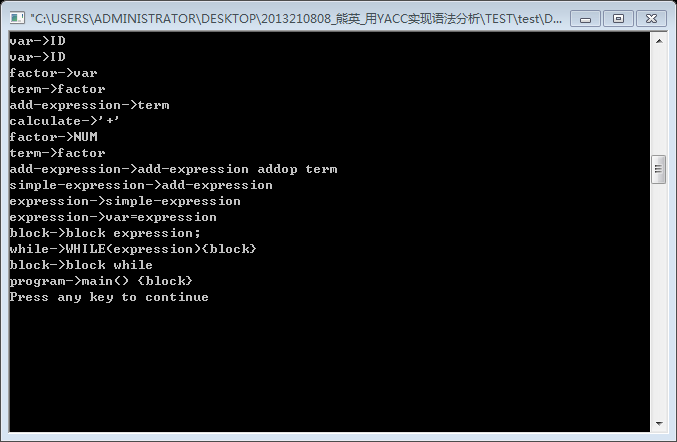 "C:\USERS\ADMINISTRATOR\DESKTOP\2013210808_熊英_用YACC实现语法分析\TEST\test\D...
var->ID
var->ID
factor->var
term->factor
add-expression->term
calculate->'+'
factor->NUM
term->factor
add-expression->add-expression addop term
simple-expression->add-expression
expression->simple-expression
expression->var=expression
block->block expression;
while->WHILE(expression){block}
block->block while
program->main() {block}
Press any key to continue